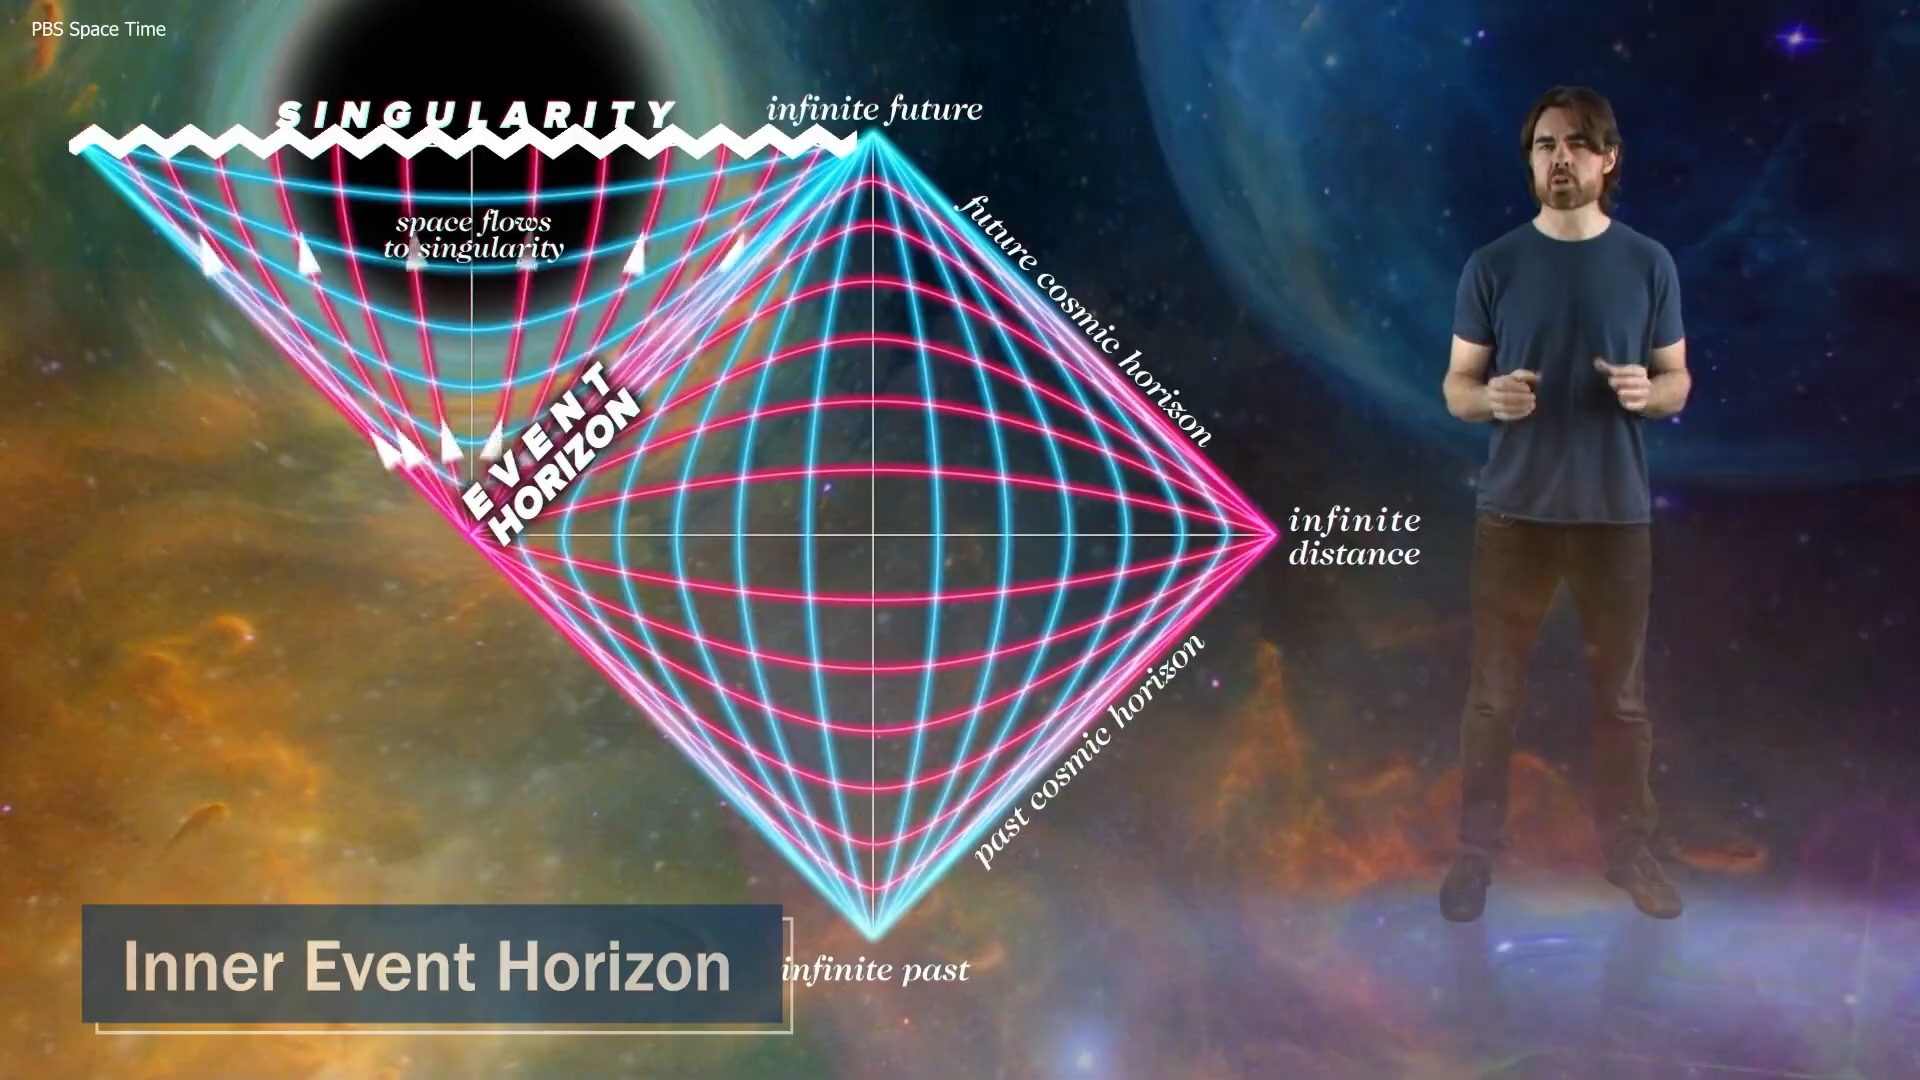 PBS Space Time
SINGULARITY
infinite future
space flows
to singularity
future cosmic horizon
EVENT
HORIZON
infinite
distance
past cosmic horizon
Inner Event Horizon
infinite past